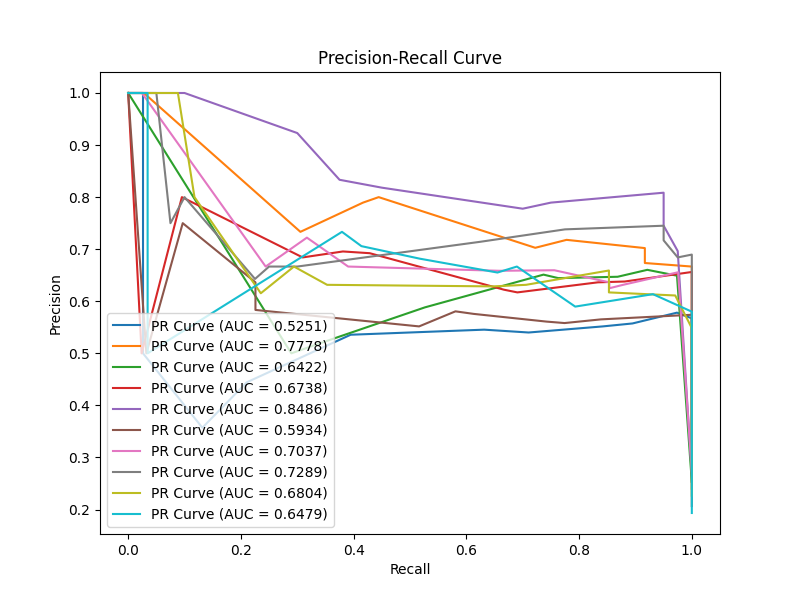 Precision-Recall Curve
Precision
1.0
0.9
0.8
0.7
0.6
0.5
0.4
0.3
0.2
PR Curve (AUC = 0.5251)
PR Curve (AUC = 0.7778)
PR Curve (AUC = 0.6422)
PR Curve (AUC = 0.6738)
PR Curve (AUC = 0.8486)
PR Curve (AUC = 0.5934)
PR Curve (AUC = 0.7037)
PR Curve (AUC = 0.7289)
PR Curve (AUC = 0.6804)
PR Curve (AUC = 0.6479)
0.0 0.2 0.4 0.6 0.8 1.0
Recall